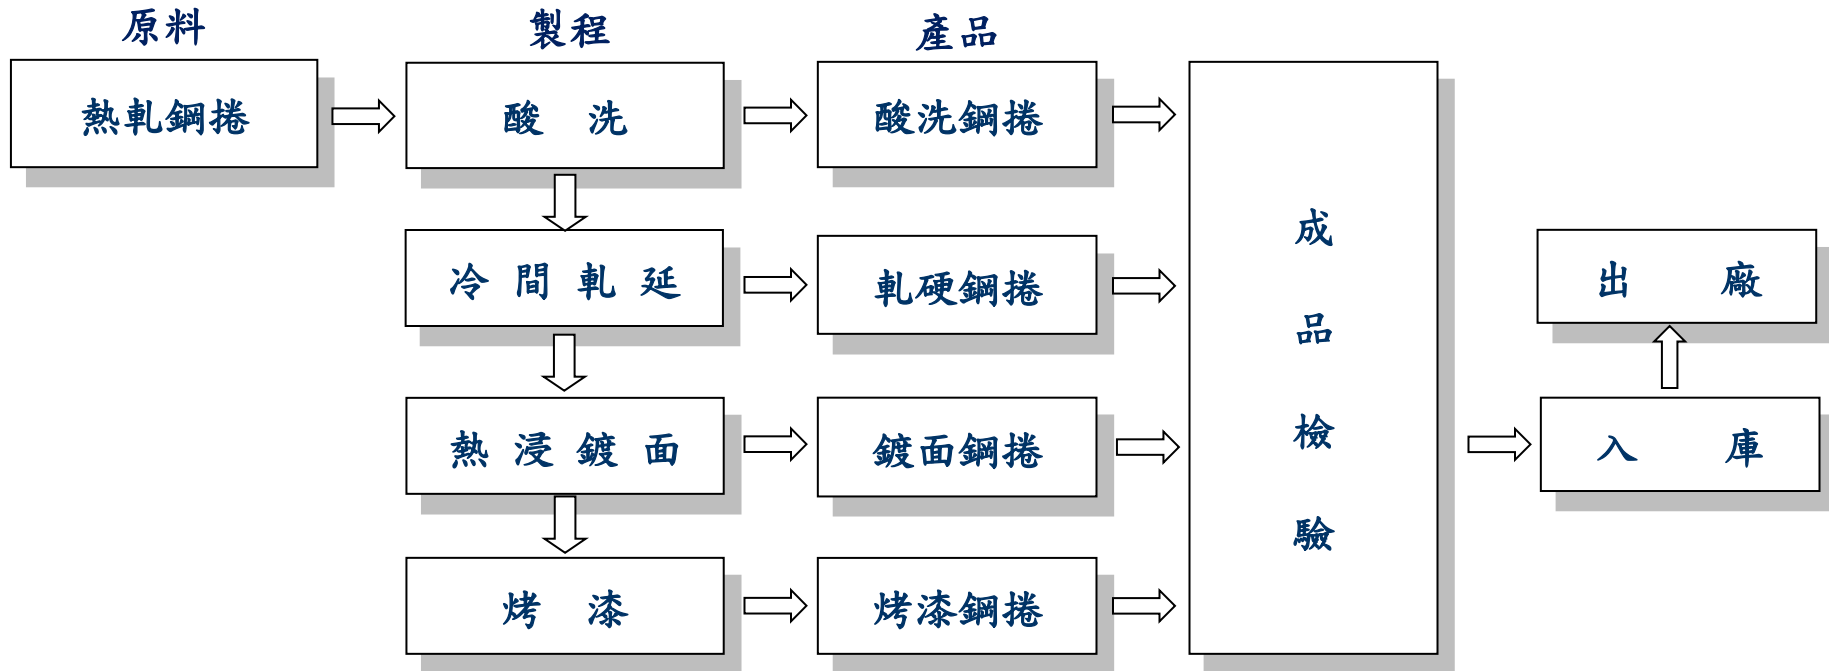 原料
製程
產品
熱軋鋼捲
酸 洗
酸洗鋼捲
冷 間 軋 延
軋硬鋼捲
熱 浸 鍍 面
鍍面鋼捲
烤 漆
烤漆鋼捲
成
品
檢
驗
入 庫
出 廠